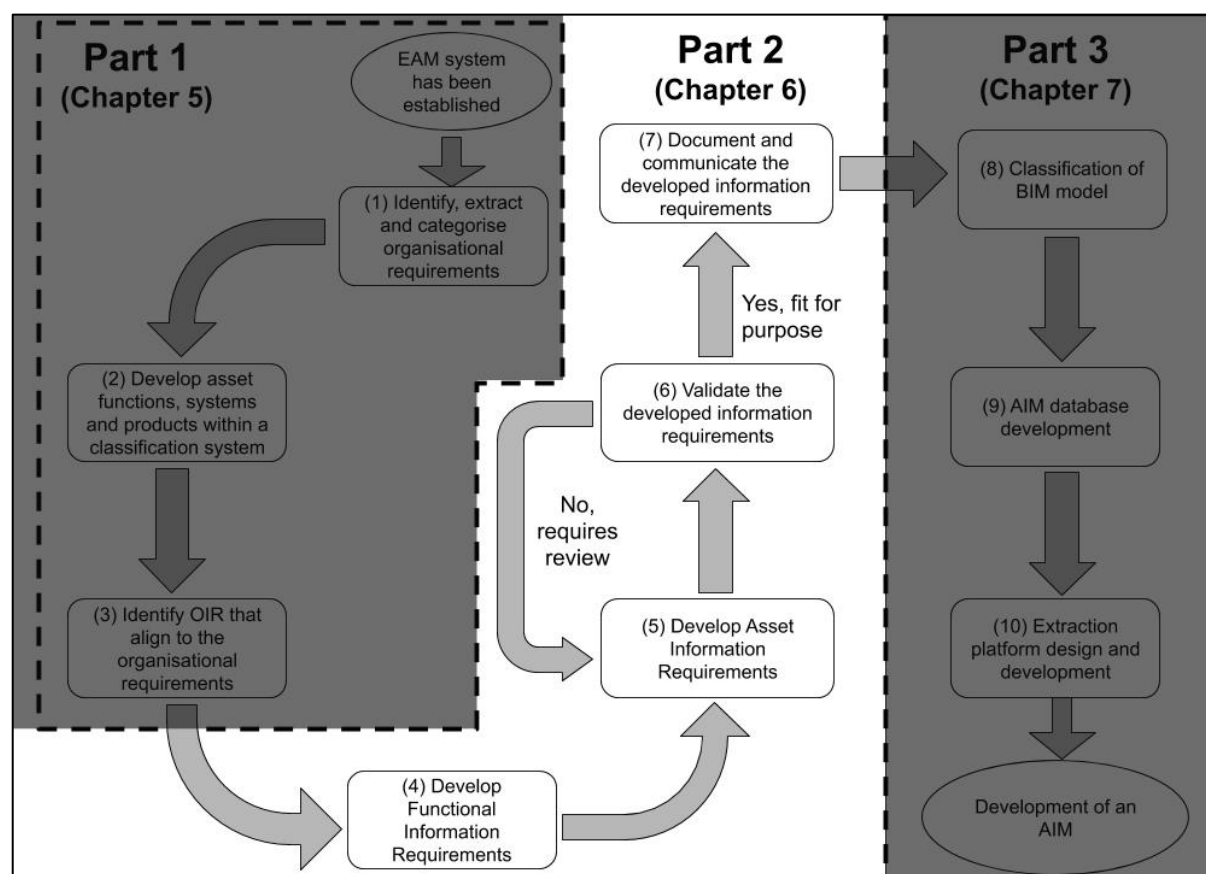 Part 1
(Chapter 5)
EAM system
has been
established
(1) Identify, extract
and categorise
organisational
requirements
(2) Develop asset
functions, systems
and products within a
classification system
(3) Identify OIR that
align to the
organisational
requirements
(4) Develop
Functional
Information
Requirements
Part 2
(Chapter 6)
(7) Document and
communicate the
developed information
requirements
Yes, fit for
purpose
(6) Validate the
developed information
requirements
No,
requires
review
(5) Develop Asset
Information
Requirements
Part 3
(Chapter 7)
(8) Classification of
BIM model
(9) AIM database
development
(10) Extraction
platform design and
development
Development of an
AIM